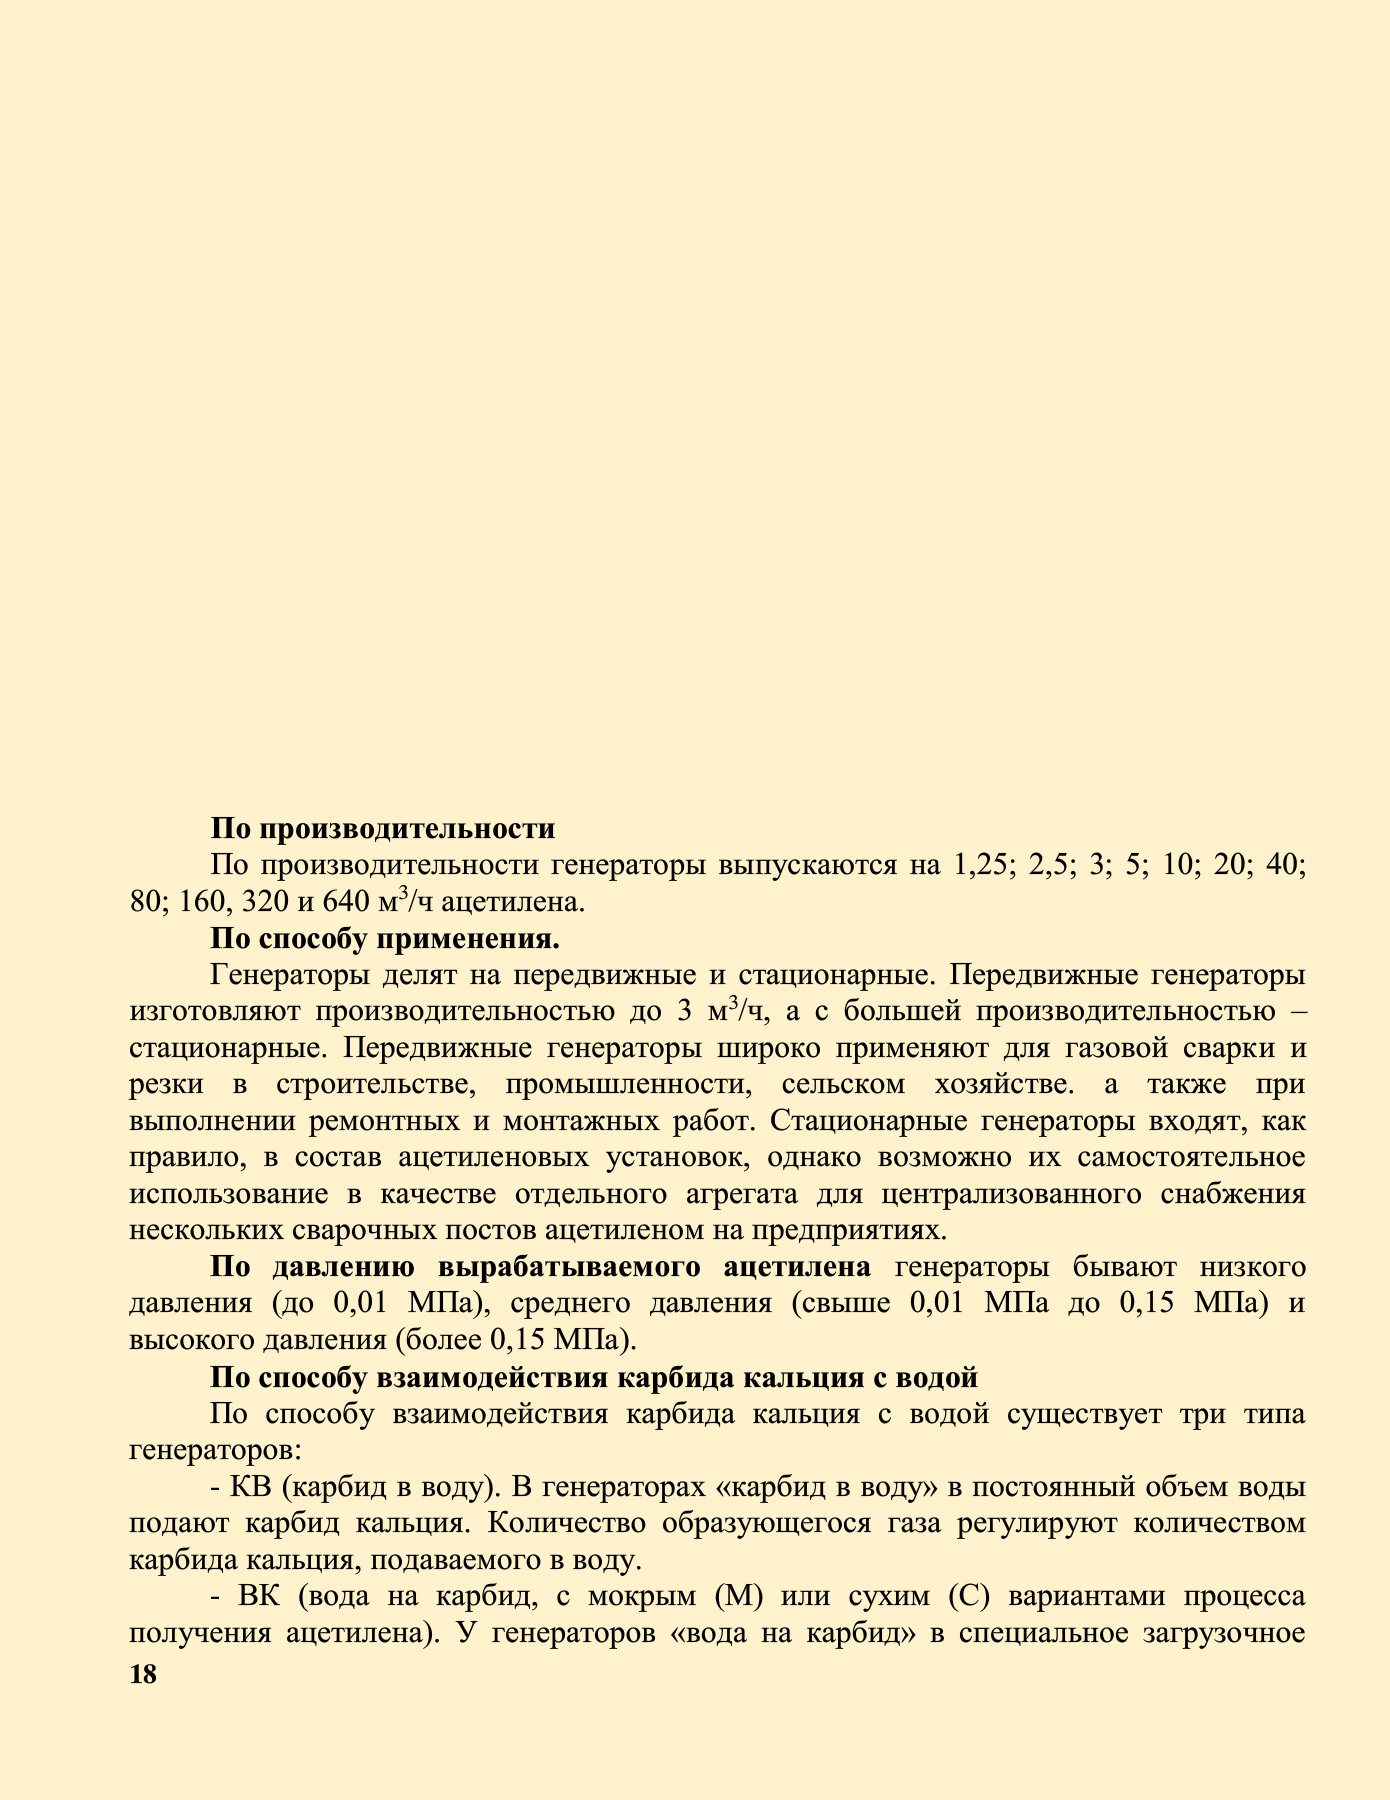 По производительности
По производительности генераторы выпускаются на 1,25; 2,5; 3; 5; 10; 20; 40;
80; 160, 320 и 640 м³/ч ацетилена.
По способу применения.
Генераторы делят на передвижные и стационарные. Передвижные генераторы
изготовляют производительностью до 3 м³/ч, а с большей производительностью –
стационарные. Передвижные генераторы широко применяют для газовой сварки и
резки в строительстве, промышленности, сельском хозяйстве. а также при
выполнении ремонтных и монтажных работ. Стационарные генераторы входят, как
правило, в состав ацетиленовых установок, однако возможно их самостоятельное
использование в качестве отдельного агрегата для централизованного снабжения
нескольких сварочных постов ацетиленом на предприятиях.
По давлению вырабатываемого ацетилена генераторы бывают низкого
давления (до 0,01 МПа), среднего давления (свыше 0,01 МПа до 0,15 МПа) и
высокого давления (более 0,15 МПа).
По способу взаимодействия карбида кальция с водой
По способу взаимодействия карбида кальция с водой существует три типа
генераторов:
- КВ (карбид в воду). В генераторах «карбид в воду» в постоянный объем воды
подают карбид кальция. Количество образующегося газа регулируют количеством
карбида кальция, подаваемого в воду.
- ВК (вода на карбид, с мокрым (М) или сухим (С) вариантами процесса
получения ацетилена). У генераторов «вода на карбид» в специальное загрузочное
18